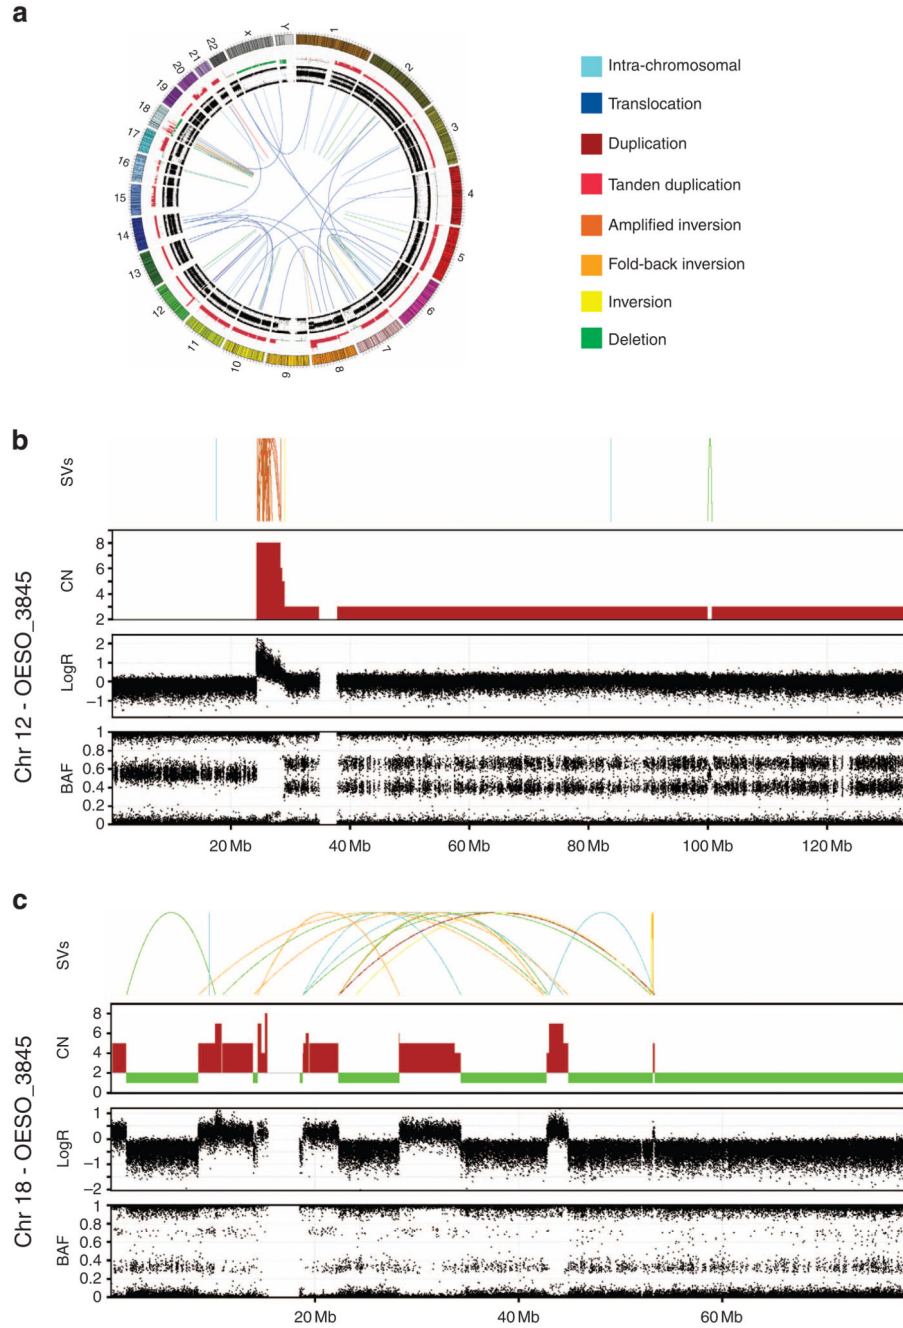 a
1
2
3
4
5
6
7
8
9
10
11
12
13
14
15
16
17
18
19
20
21
22
X
Y
Intra-chromosomal
Translocation
Duplication
Tanden duplication
Amplified inversion
Fold-back inversion
Inversion
Deletion
b
Chr 12 - OESO_3845
SVs
CN
8
6
4
2
LogR
2
1
0
−1
BAF
1
0.8
0.6
0.4
0.2
0
20 Mb
40 Mb
60 Mb
80 Mb
100 Mb
120 Mb
c
Chr 18 - OESO_3845
SVs
CN
8
6
4
2
0
LogR
1
0
−1
−2
BAF
1
0.8
0.6
0.4
0.2
0
20 Mb
40 Mb
60 Mb